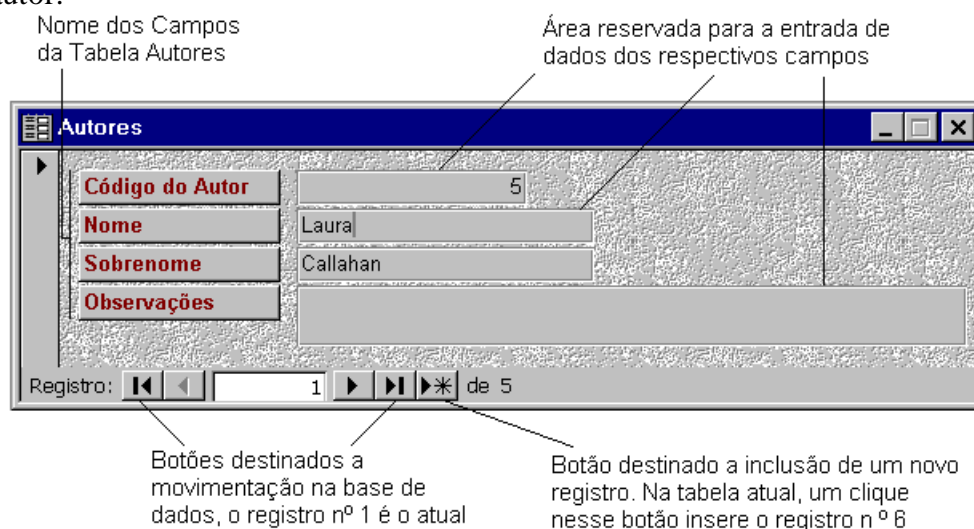 autor.
Nome dos Campos
da Tabela Autores
Área reservada para a entrada de
dados dos respectivos campos
Autores
Código do Autor 5
Nome Laura
Sobrenome Callahan
Observações
Registro: 1 de 5
Botões destinados a
movimentação na base de
dados, o registro nº 1 é o atual
Botão destinado a inclusão de um novo
registro. Na tabela atual, um clique
nesse botão insere o registro n º 6